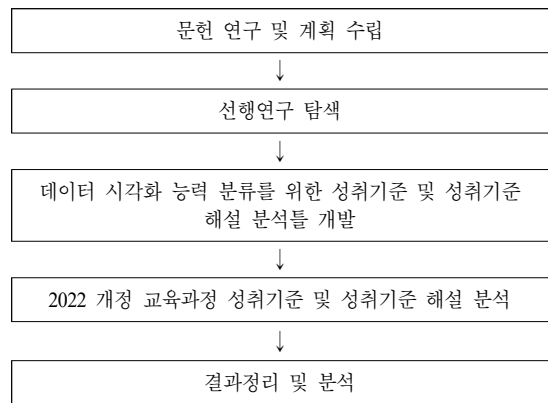 문헌 연구 및 계획 수립
↓
선행연구 탐색
↓
데이터 시각화 능력 분류를 위한 성취기준 및 성취기준
해설 분석틀 개발
↓
2022 개정 교육과정 성취기준 및 성취기준 해설 분석
↓
결과정리 및 분석